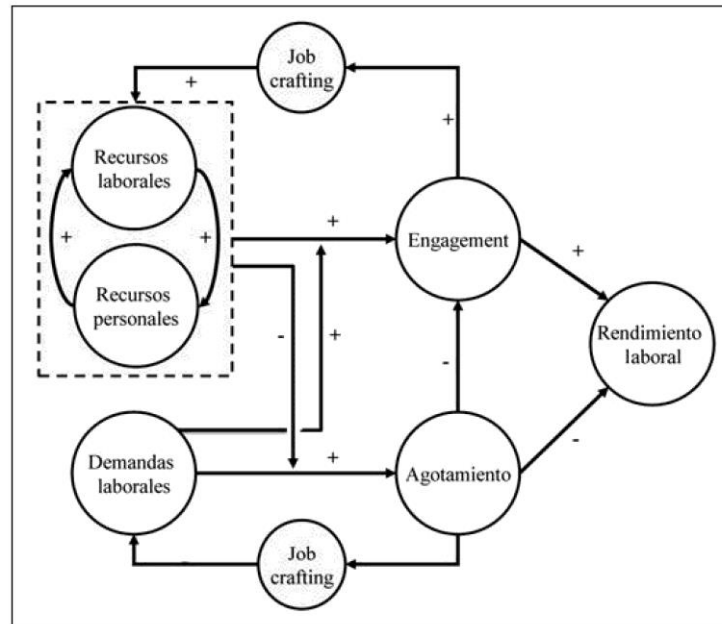 Job
crafting
+
+
Recursos
laborales
+
+
+
Engagement
+
Recursos
personales
-
+
-
Rendimiento
laboral
-
Demandas
laborales
+
Agotamiento
Job
crafting
-